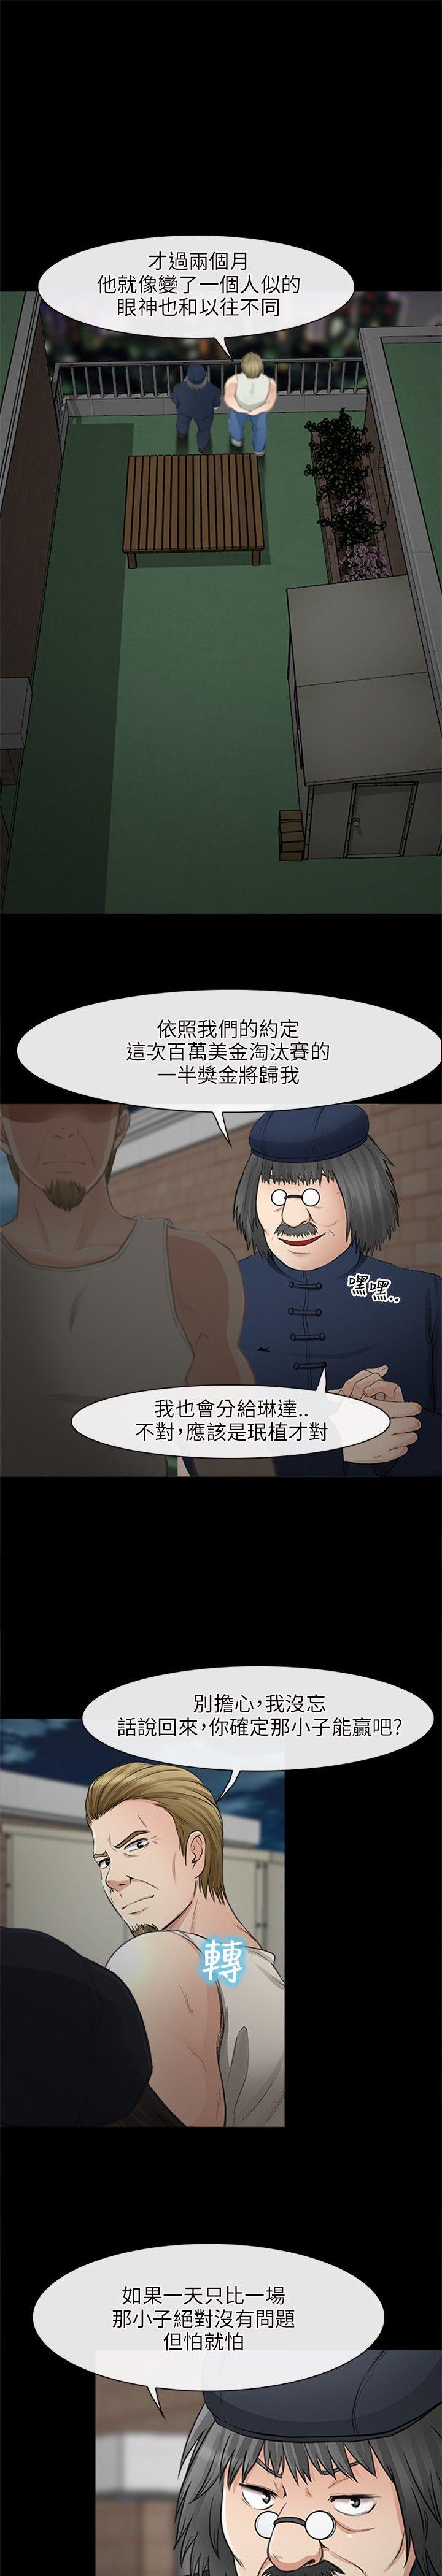 才過兩個月
他就像變了一個人似的
眼神也和以往不同
依照我們的約定
這次百萬美金淘汰賽的
一半獎金將歸我
嘿嘿..
我也會分給琳達..
不對,應該是珉植才對
別擔心,我沒忘
話說回來,你確定那小子能贏吧?
轉
如果一天只比一場
那小子絕對沒有問題
但怕就怕